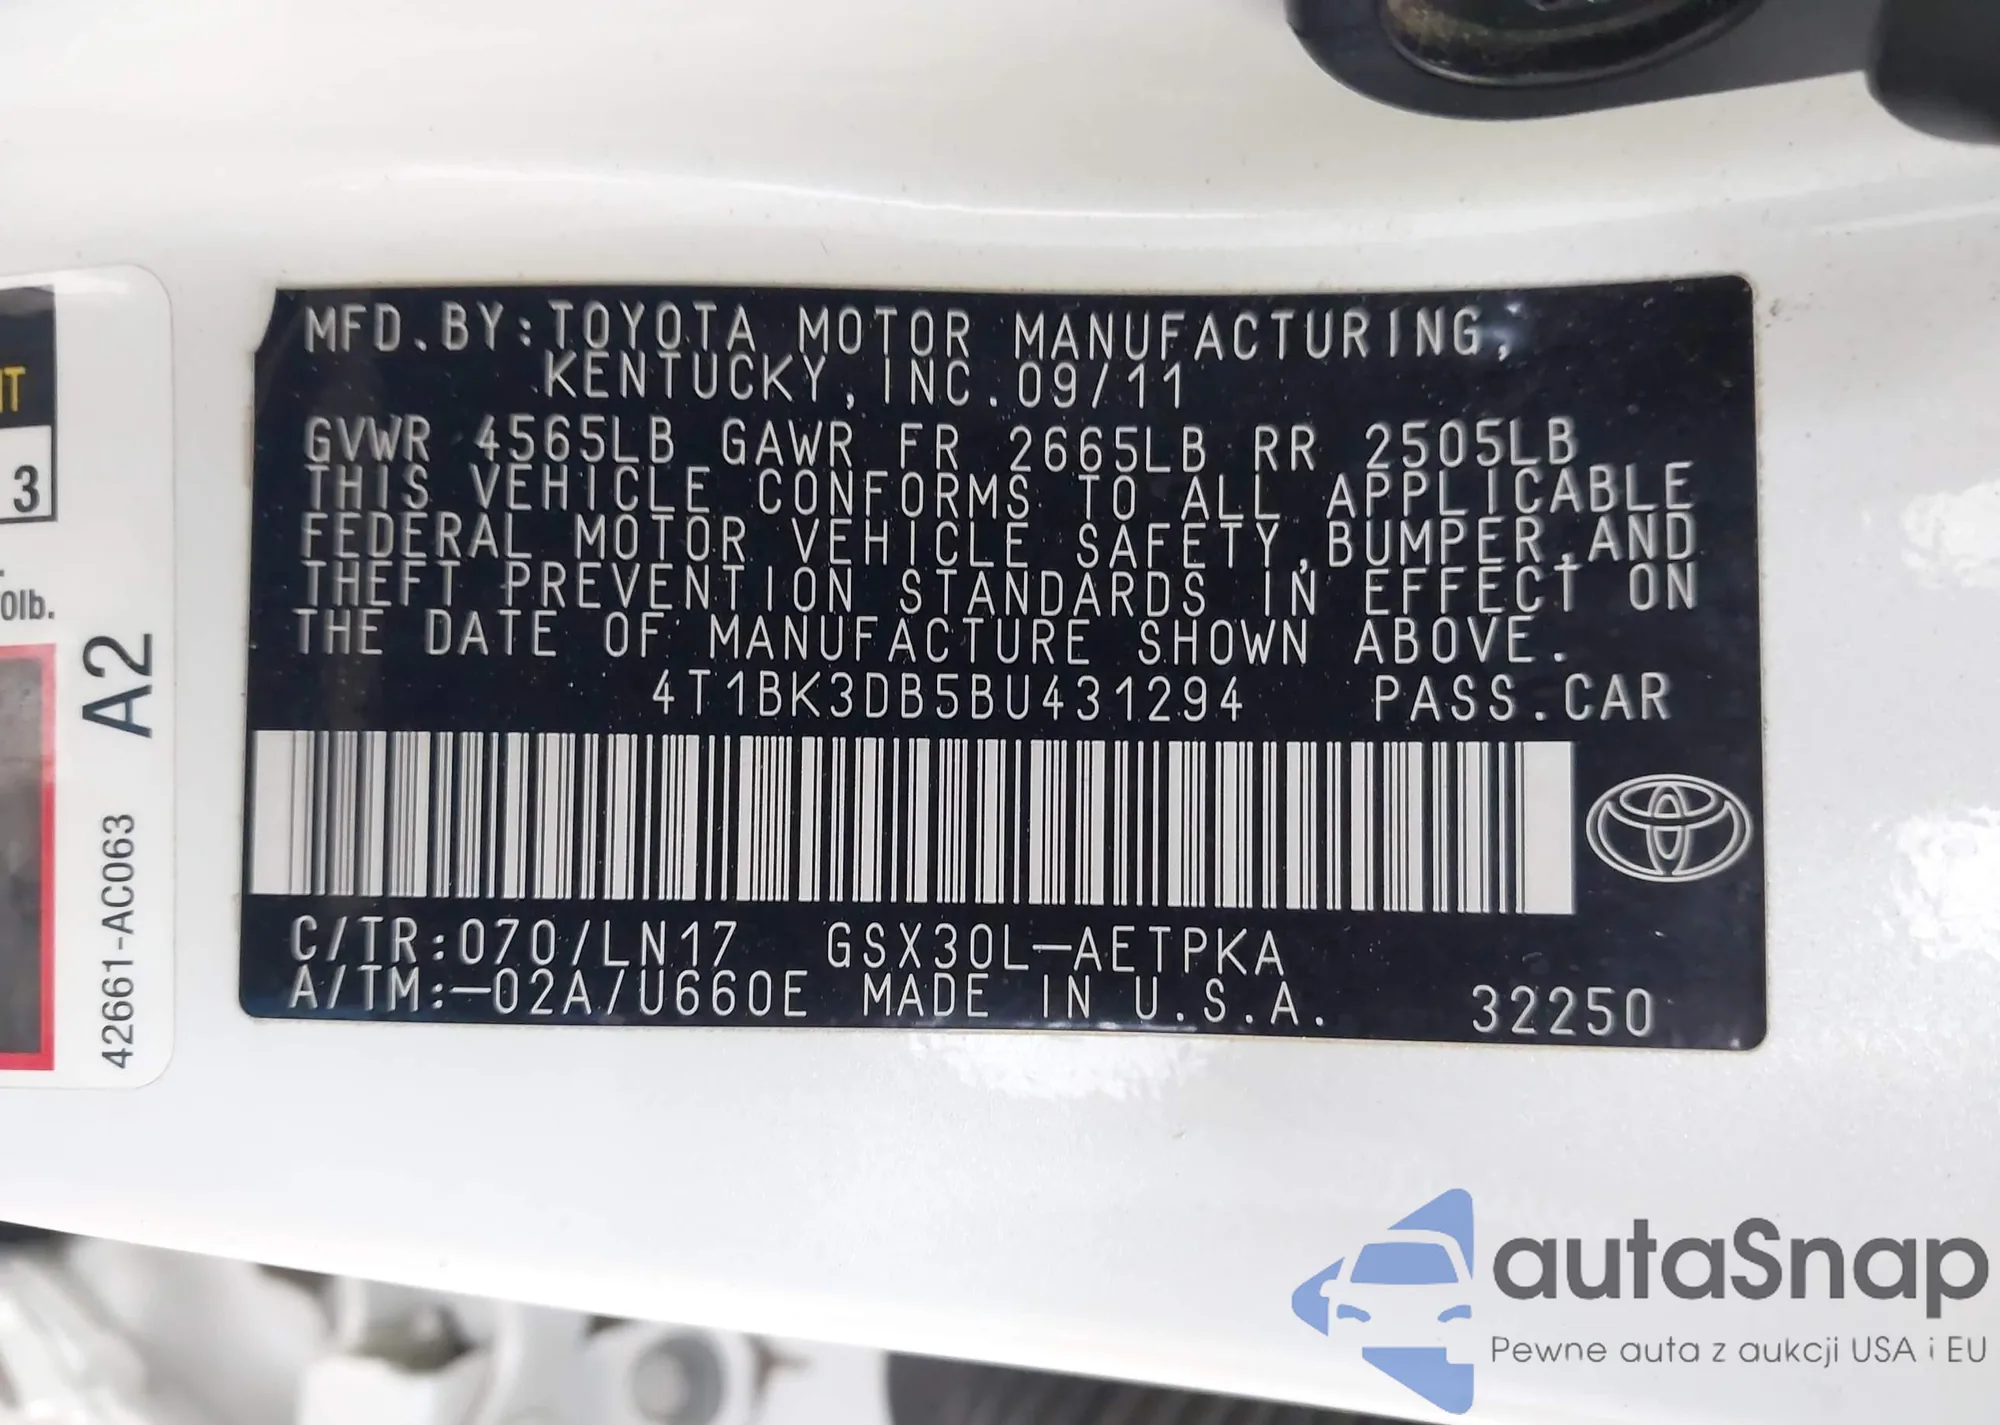 MFD.BY:TOYOTA MOTOR MANUFACTURING,
KENTUCKY, INC.09/11
GVWR 4565LB GAWR FR 2665LB RR 2505LB
THIS VEHICLE CONFORMS TO ALL APPLICABLE
FEDERAL MOTOR VEHICLE SAFETY,BUMPER,AND
THEFT PREVENTION STANDARDS IN EFFECT ON
THE DATE OF MANUFACTURE SHOWN ABOVE.
4T1BK3DB5BU431294 PASS.CAR
C/TR:070/LN17 GSX30L-AETPKA
A/TM:-02A/U660E MADE IN U.S.A. 32250
3
0lb.
A2
42661-AC063
autaSnap
Pewne auta z aukcji USA i EU